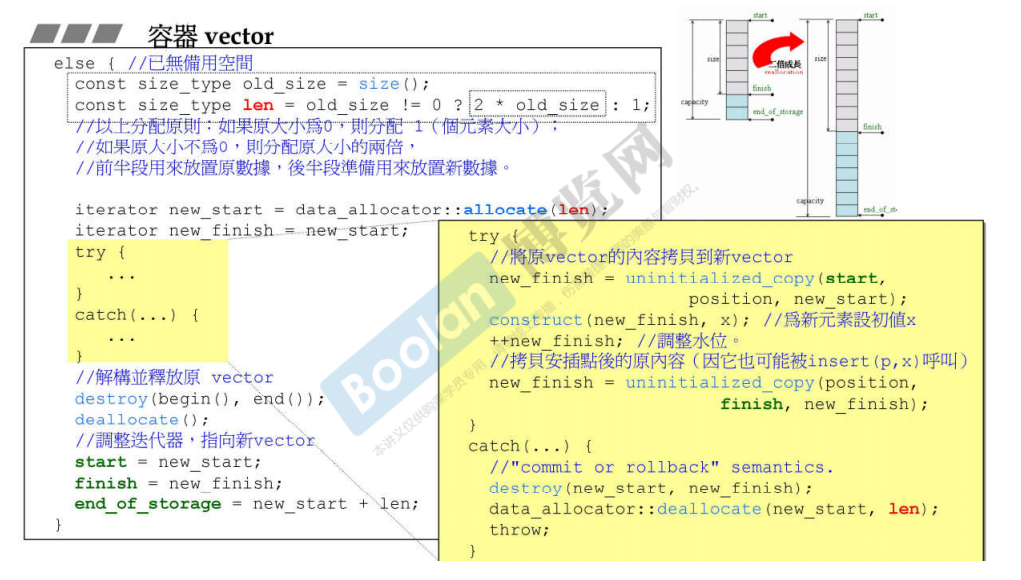 容器 vector
else { //已無備用空間
const size_type old_size = size();
const size_type len = old_size != 0 ? 2 * old_size : 1;
//以上分配原則：如果原大小爲0，則分配 1（個元素大小）；
//如果原大小不爲0，則分配原大小的兩倍，
//前半段用來放置原數據，後半段準備用來放置新數據。
iterator new_start = data_allocator::allocate(len);
iterator new_finish = new_start;
try {
...
}
catch(...) {
...
}
//解構並釋放原 vector
destroy(begin(), end());
deallocate();
//調整迭代器，指向新vector
start = new_start;
finish = new_finish;
end_of_storage = new_start + len;
}
try {
//將原vector的內容拷貝到新vector
new_finish = uninitialized_copy(start,
position, new_start);
construct(new_finish, x); //爲新元素設初值x
++new_finish; //調整水位。
//拷貝安插點後的原內容（因它也可能被insert(p,x)呼叫）
new_finish = uninitialized_copy(position,
finish, new_finish);
}
catch(...) {
//"commit or rollback" semantics.
destroy(new_start, new_finish);
data_allocator::deallocate(new_start, len);
throw;
}
start
size
finish
capacity
end_of_storage
二倍成長
reallocation
start
size
finish
capacity
end_of_st
Boolan 博览网